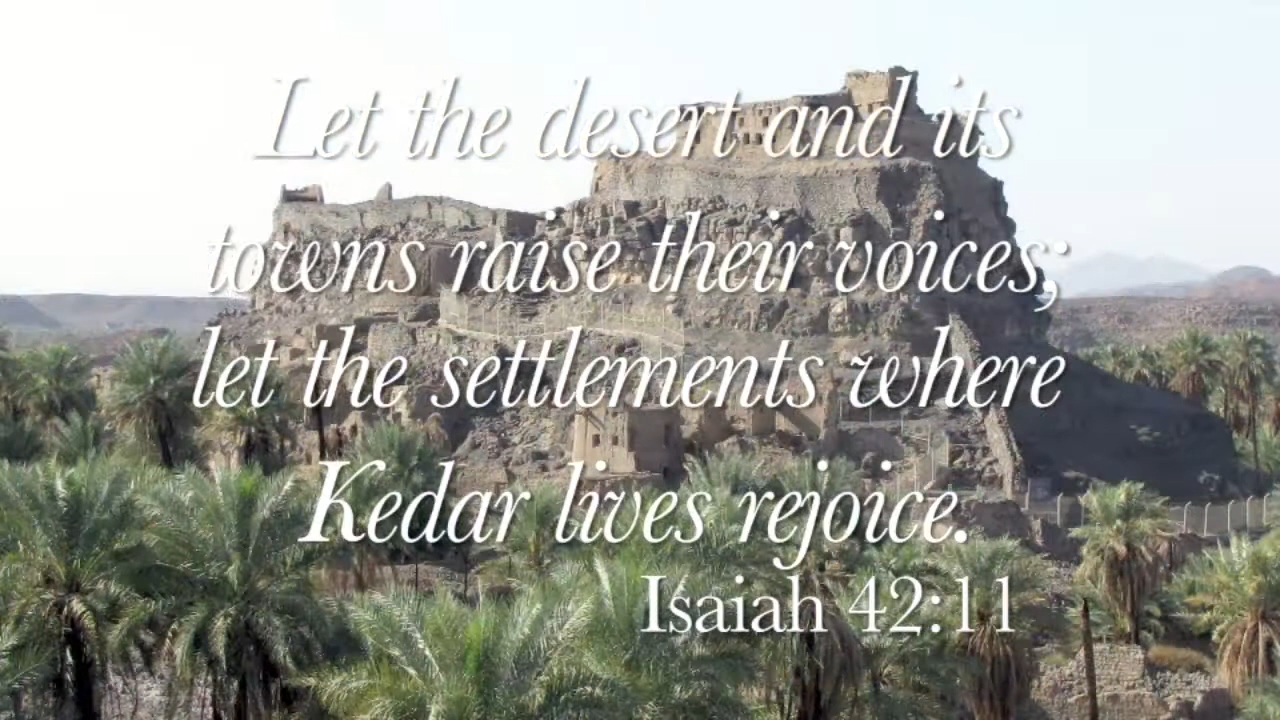 Let the desert and its
towns raise their voices;
let the settlements where
Kedar lives rejoice.
Isaiah 42:11